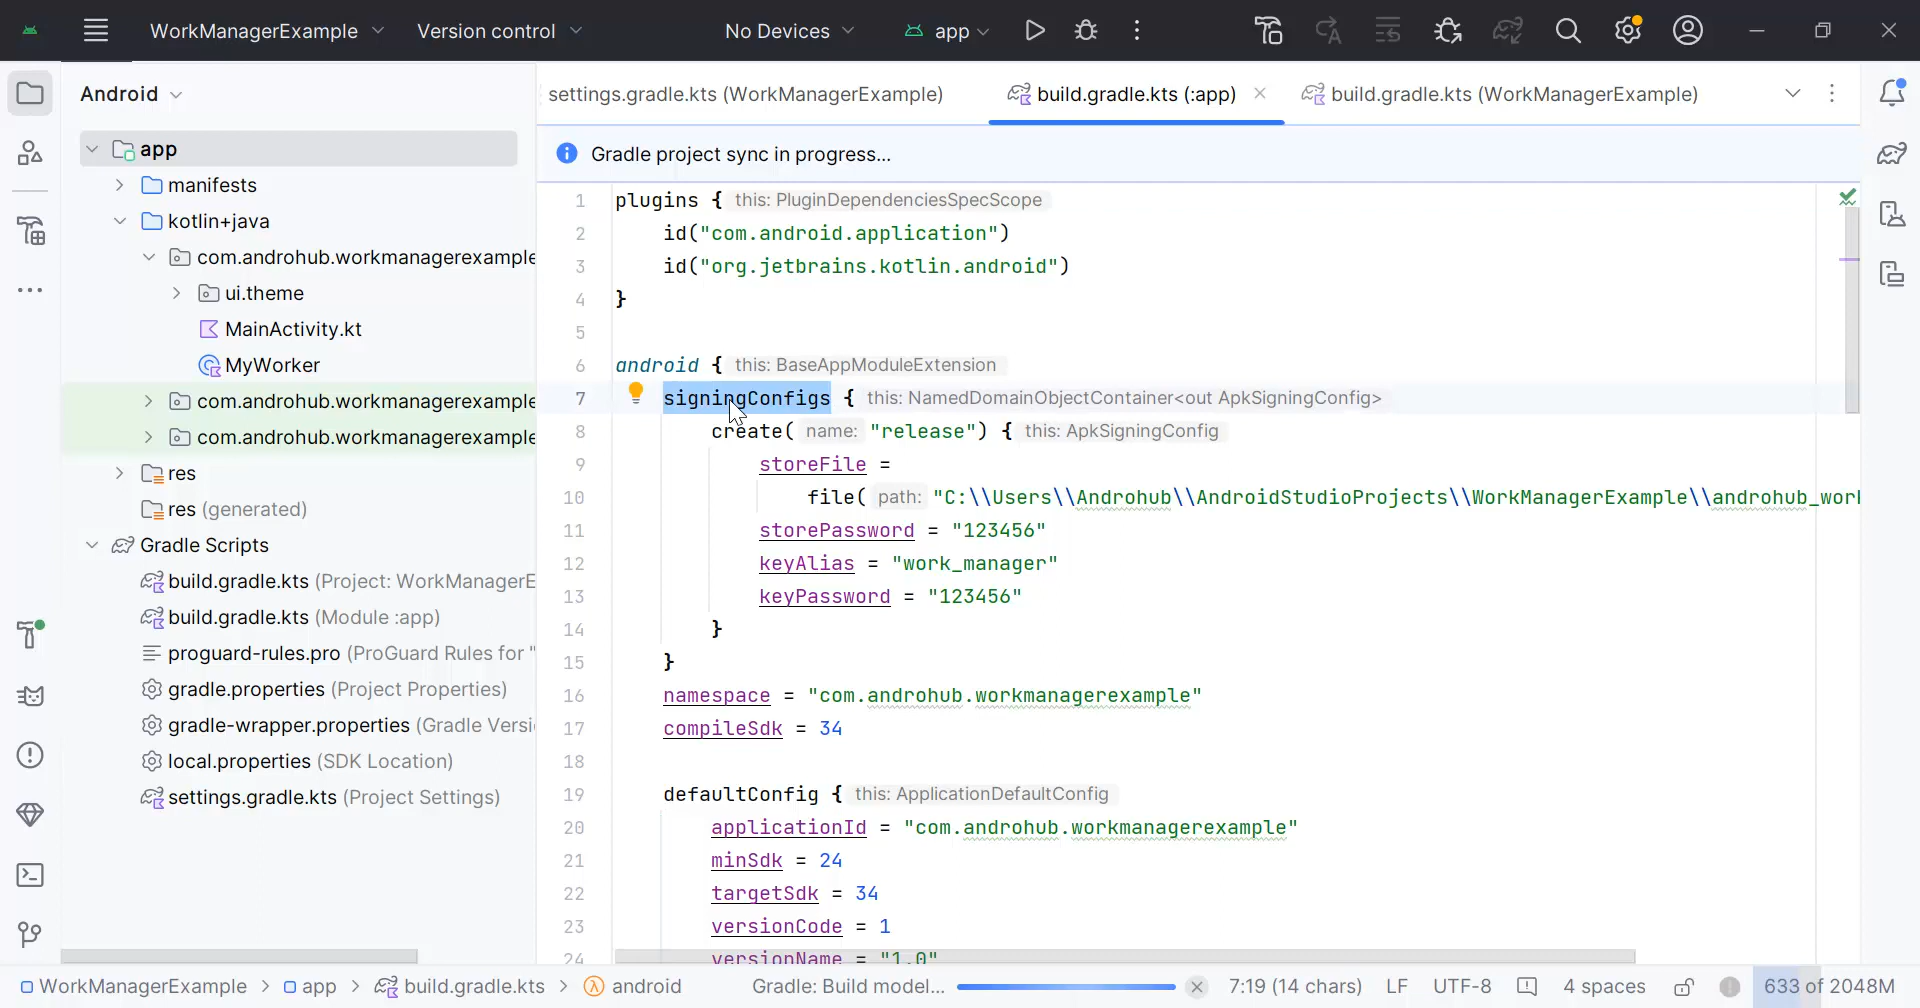 WorkManagerExample Version control No Devices app
Android
settings.gradle.kts (WorkManagerExample) build.gradle.kts (:app) build.gradle.kts (WorkManagerExample)
Gradle project sync in progress...
app
manifests
kotlin+java
com.androhub.workmanagerexample
ui.theme
MainActivity.kt
MyWorker
com.androhub.workmanagerexample
com.androhub.workmanagerexample
res
res (generated)
Gradle Scripts
build.gradle.kts (Project: WorkManagerE
build.gradle.kts (Module :app)
proguard-rules.pro (ProGuard Rules for "
gradle.properties (Project Properties)
gradle-wrapper.properties (Gradle Versi
local.properties (SDK Location)
settings.gradle.kts (Project Settings)
1 plugins { this: PluginDependenciesSpecScope
2 id("com.android.application")
3 id("org.jetbrains.kotlin.android")
4 }
5
6 android { this: BaseAppModuleExtension
7 signingConfigs { this: NamedDomainObjectContainer<out ApkSigningConfig>
8 create( name: "release") { this: ApkSigningConfig
9 storeFile =
10 file( path: "C:\\Users\\Androhub\\AndroidStudioProjects\\WorkManagerExample\\androhub_work
11 storePassword = "123456"
12 keyAlias = "work_manager"
13 keyPassword = "123456"
14 }
15 }
16 namespace = "com.androhub.workmanagerexample"
17 compileSdk = 34
18
19 defaultConfig { this: ApplicationDefaultConfig
20 applicationId = "com.androhub.workmanagerexample"
21 minSdk = 24
22 targetSdk = 34
23 versionCode = 1
24 versionName = "1.0"
WorkManagerExample > app > build.gradle.kts > android Gradle: Build model... 7:19 (14 chars) LF UTF-8 4 spaces 633 of 2048M